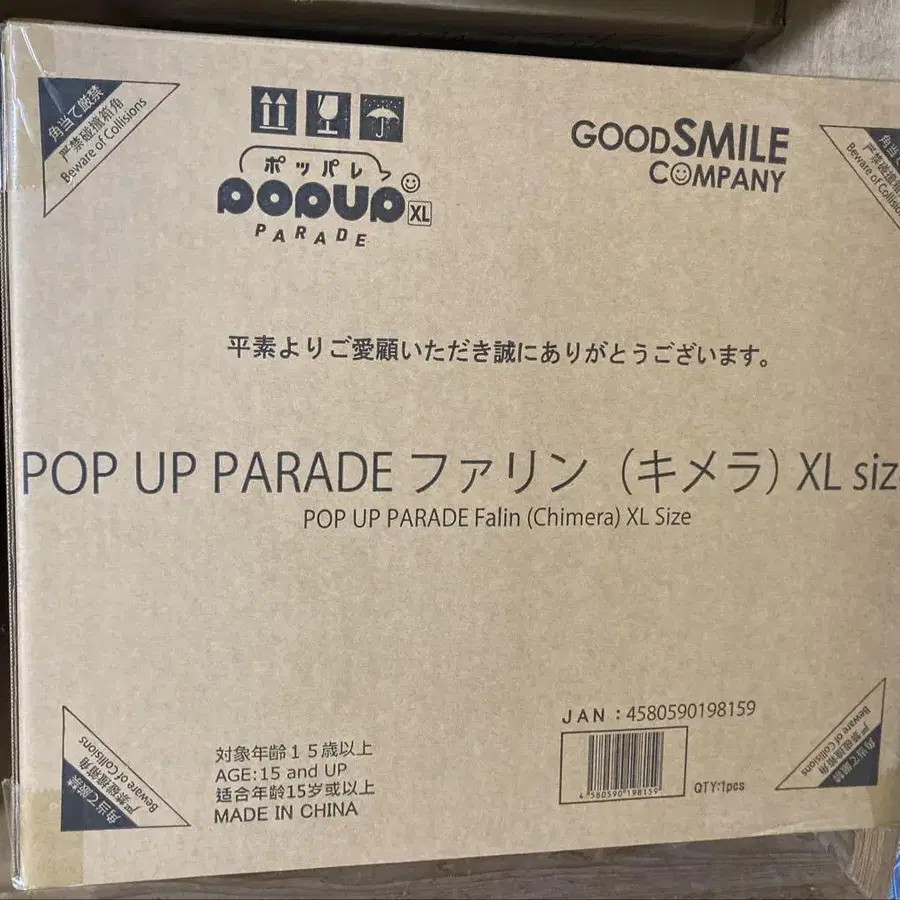 角当て厳禁
严禁碰撞箱角
Beware of Collisions
ポッパレ
POPUP XL
PARADE
GOODSMILE
COMPANY
角当て厳禁
严禁碰撞箱角
Beware of Collisions
平素よりご愛顧いただき誠にありがとうございます。
POP UP PARADE ファリン（キメラ）XL size
POP UP PARADE Falin (Chimera) XL Size
角当て厳禁
严禁碰撞箱角
Beware of Collisions
対象年齢15歳以上
AGE:15 and UP
适合年龄15岁或以上
MADE IN CHINA
JAN：4580590198159
4 580590 198159
QTY:1pcs
Beware of Collisions
严禁碰撞箱角
角当て厳禁